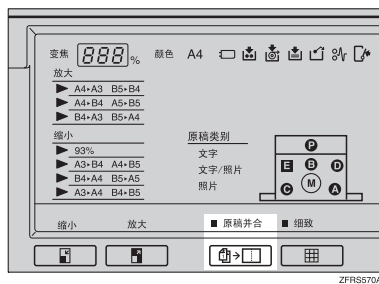 变焦 888 % 颜色 A4
放大
A4▸A3 B5▸B4
A4▸B4 A5▸B5
B4▸A3 B5▸A4
缩小
93%
A3▸B4 A4▸B5
B4▸A4 B5▸A5
A3▸A4 B4▸B5
原稿类别
文字
文字/照片
照片
P
E B D
C M A
缩小 放大 ■ 原稿并合 ■ 细致
1
ZFRS570A